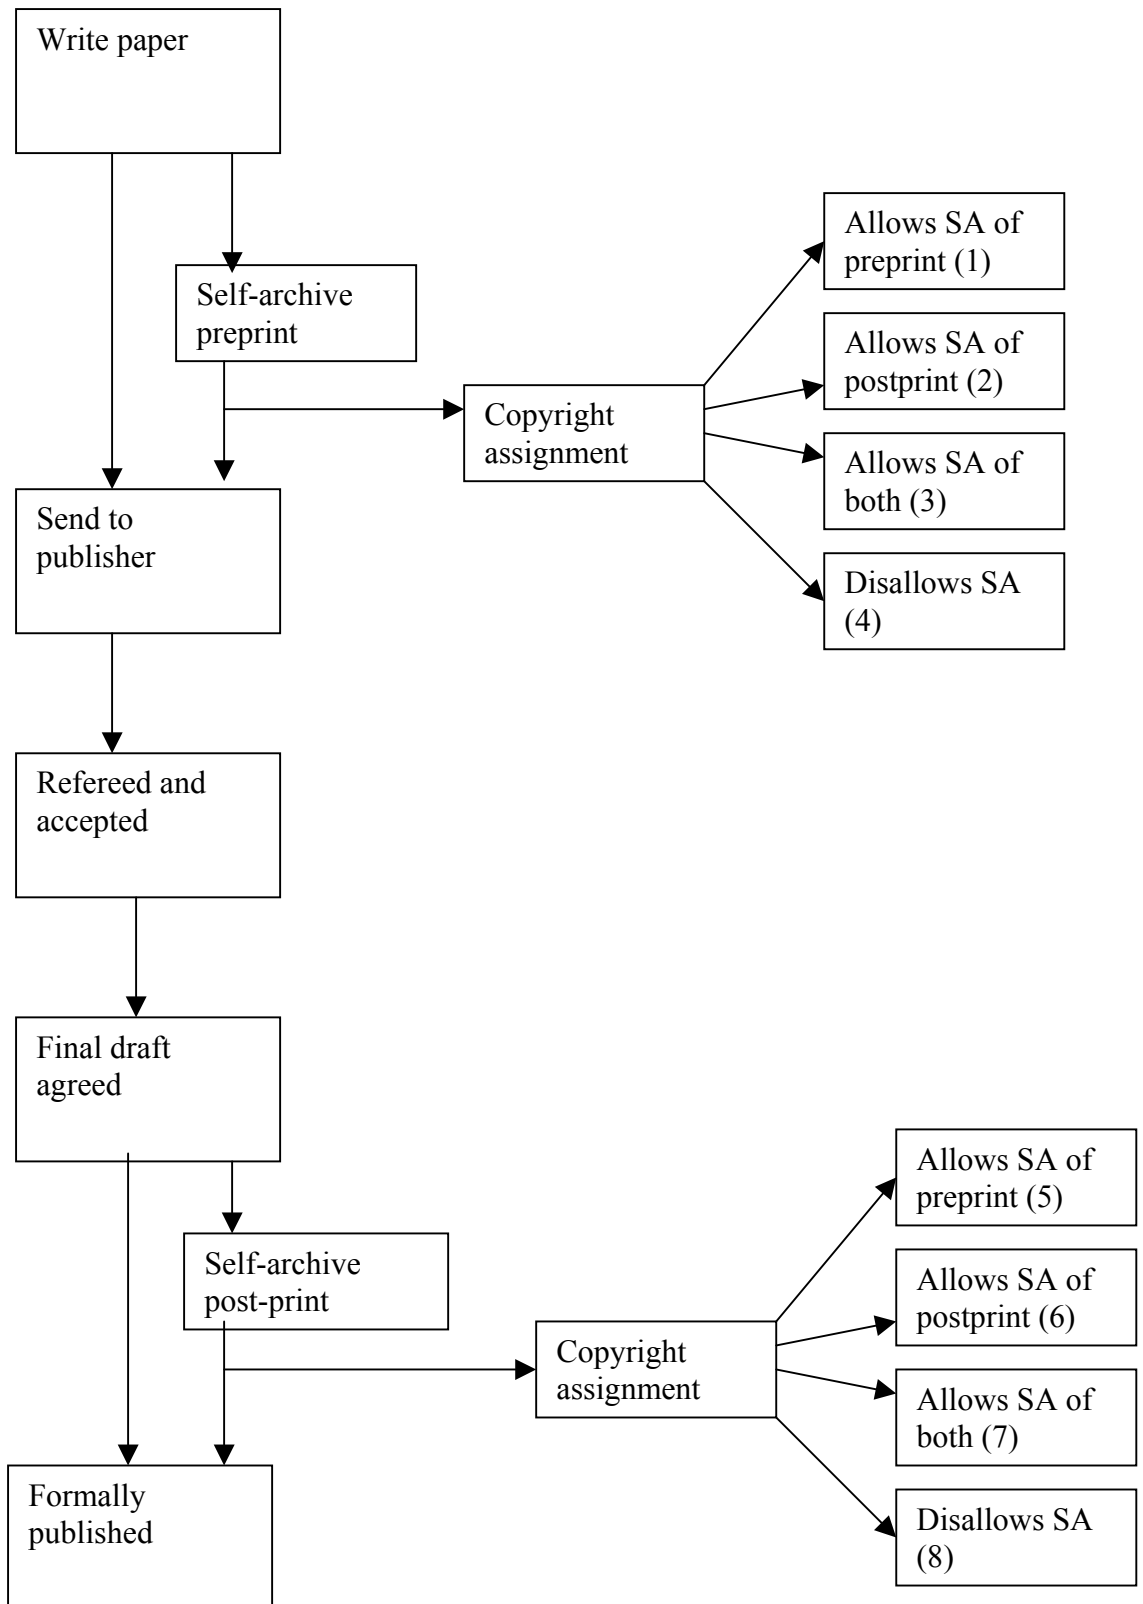 Write paper
Self-archive
preprint
Copyright
assignment
Allows SA of
preprint (1)
Allows SA of
postprint (2)
Allows SA of
both (3)
Disallows SA
(4)
Send to
publisher
Refereed and
accepted
Final draft
agreed
Self-archive
post-print
Copyright
assignment
Allows SA of
preprint (5)
Allows SA of
postprint (6)
Allows SA of
both (7)
Disallows SA
(8)
Formally
published